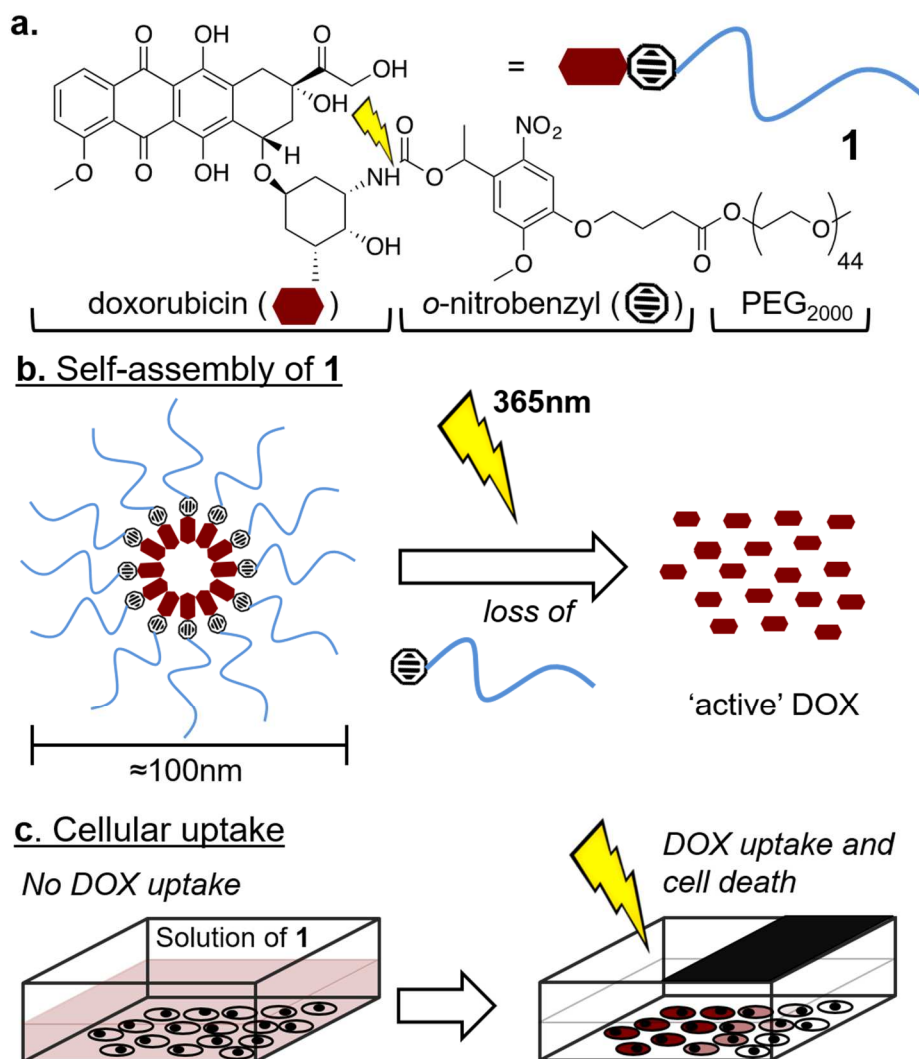 a.
O OH O OH
OH
= 1
O O OH O H
NH O O NO2
O OH O O O O 44
doxorubicin ( ) o-nitrobenzyl ( ) PEG2000
b. Self-assembly of 1
365nm
loss of
'active' DOX
≈100nm
c. Cellular uptake
No DOX uptake
DOX uptake and
cell death
Solution of 1